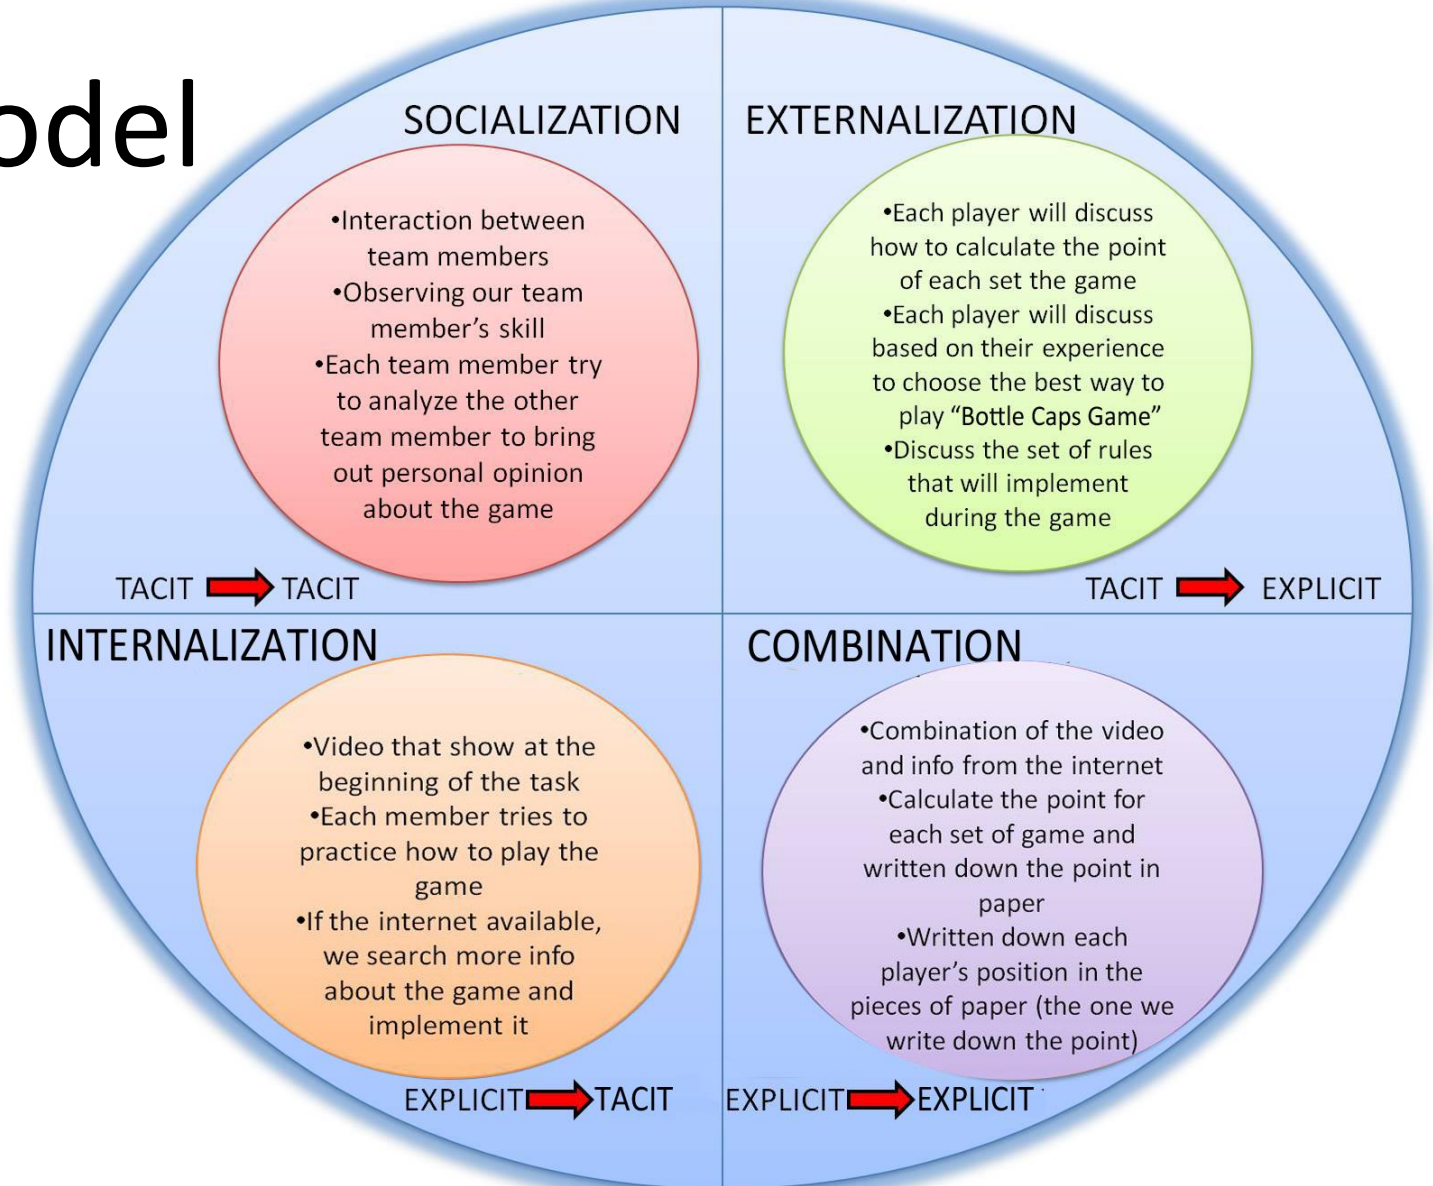 odel
SOCIALIZATION
•Interaction between
team members
•Observing our team
member’s skill
•Each team member try
to analyze the other
team member to bring
out personal opinion
about the game
TACIT TACIT
EXTERNALIZATION
•Each player will discuss
how to calculate the point
of each set the game
•Each player will discuss
based on their experience
to choose the best way to
play “Bottle Caps Game”
•Discuss the set of rules
that will implement
during the game
TACIT EXPLICIT
INTERNALIZATION
•Video that show at the
beginning of the task
•Each member tries to
practice how to play the
game
•If the internet available,
we search more info
about the game and
implement it
EXPLICIT TACIT
COMBINATION
•Combination of the video
and info from the internet
•Calculate the point for
each set of game and
written down the point in
paper
•Written down each
player’s position in the
pieces of paper (the one we
write down the point)
EXPLICIT EXPLICIT